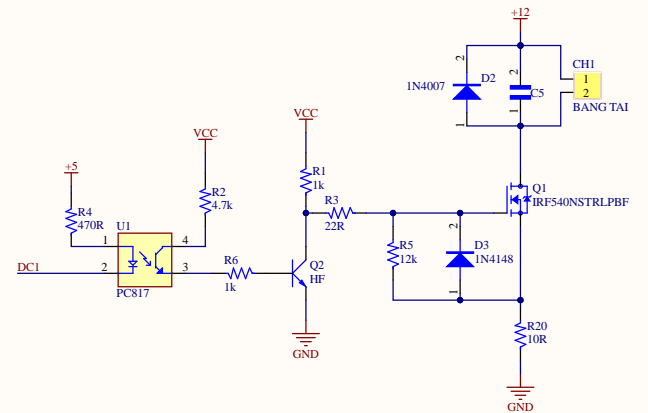 +12
2
2
CH1
1N4007
D2
C5
1
2
BANG TAI
1
1
VCC
VCC
+5
R1
1k
Q1
IRF540NSTRLPBF
R2
4.7k
R3
22R
R4
470R
U1
2
1
4
R5
12k
D3
1N4148
DC1
2
3
R6
1k
Q2
HF
PC817
1
R20
10R
GND
GND